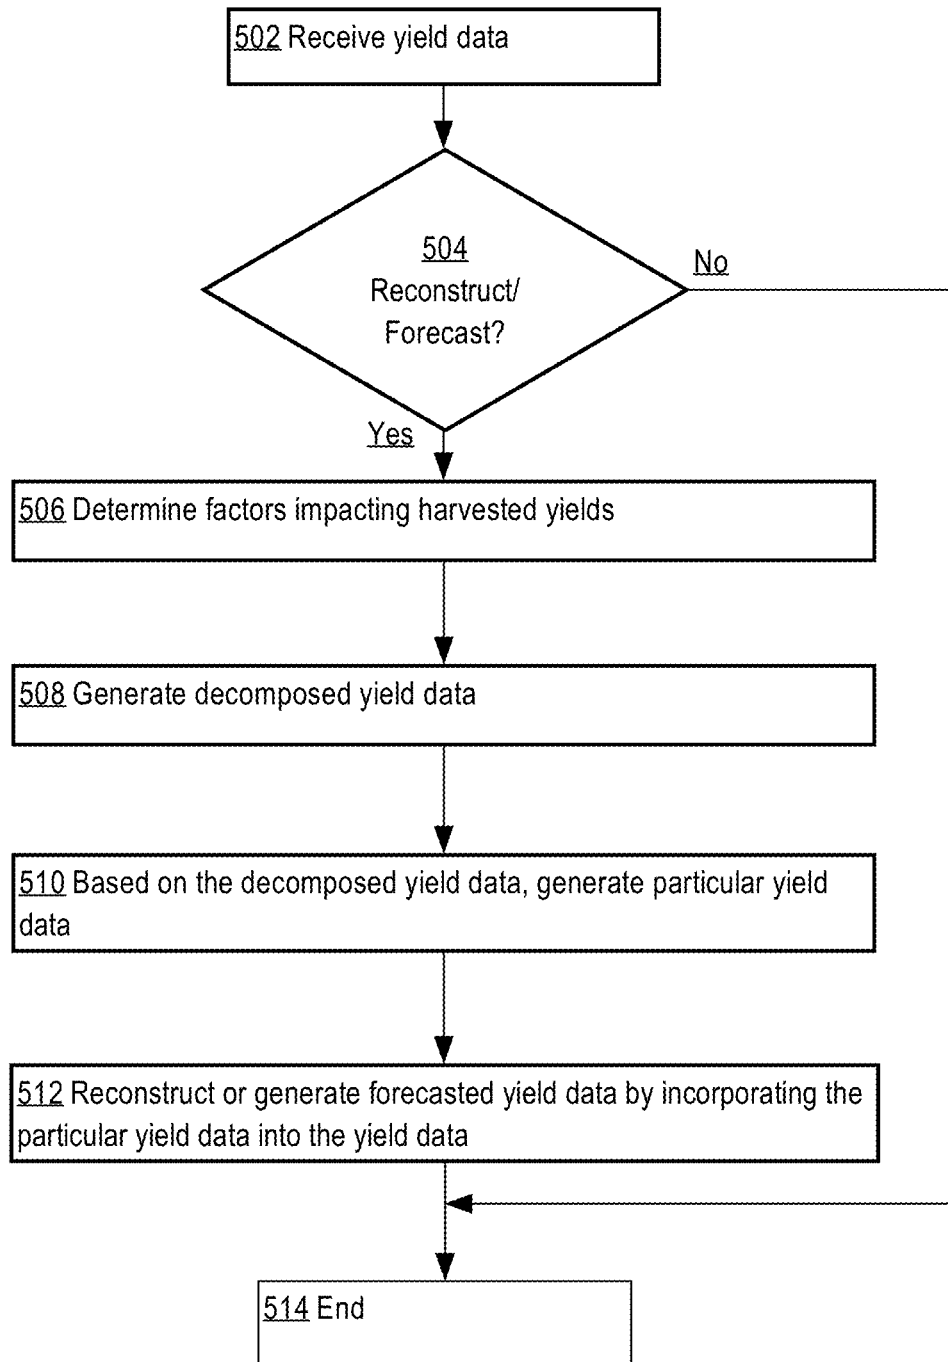 502 Receive yield data
504
Reconstruct/
Forecast?
No
Yes
506 Determine factors impacting harvested yields
508 Generate decomposed yield data
510 Based on the decomposed yield data, generate particular yield
data
512 Reconstruct or generate forecasted yield data by incorporating the
particular yield data into the yield data
514 End